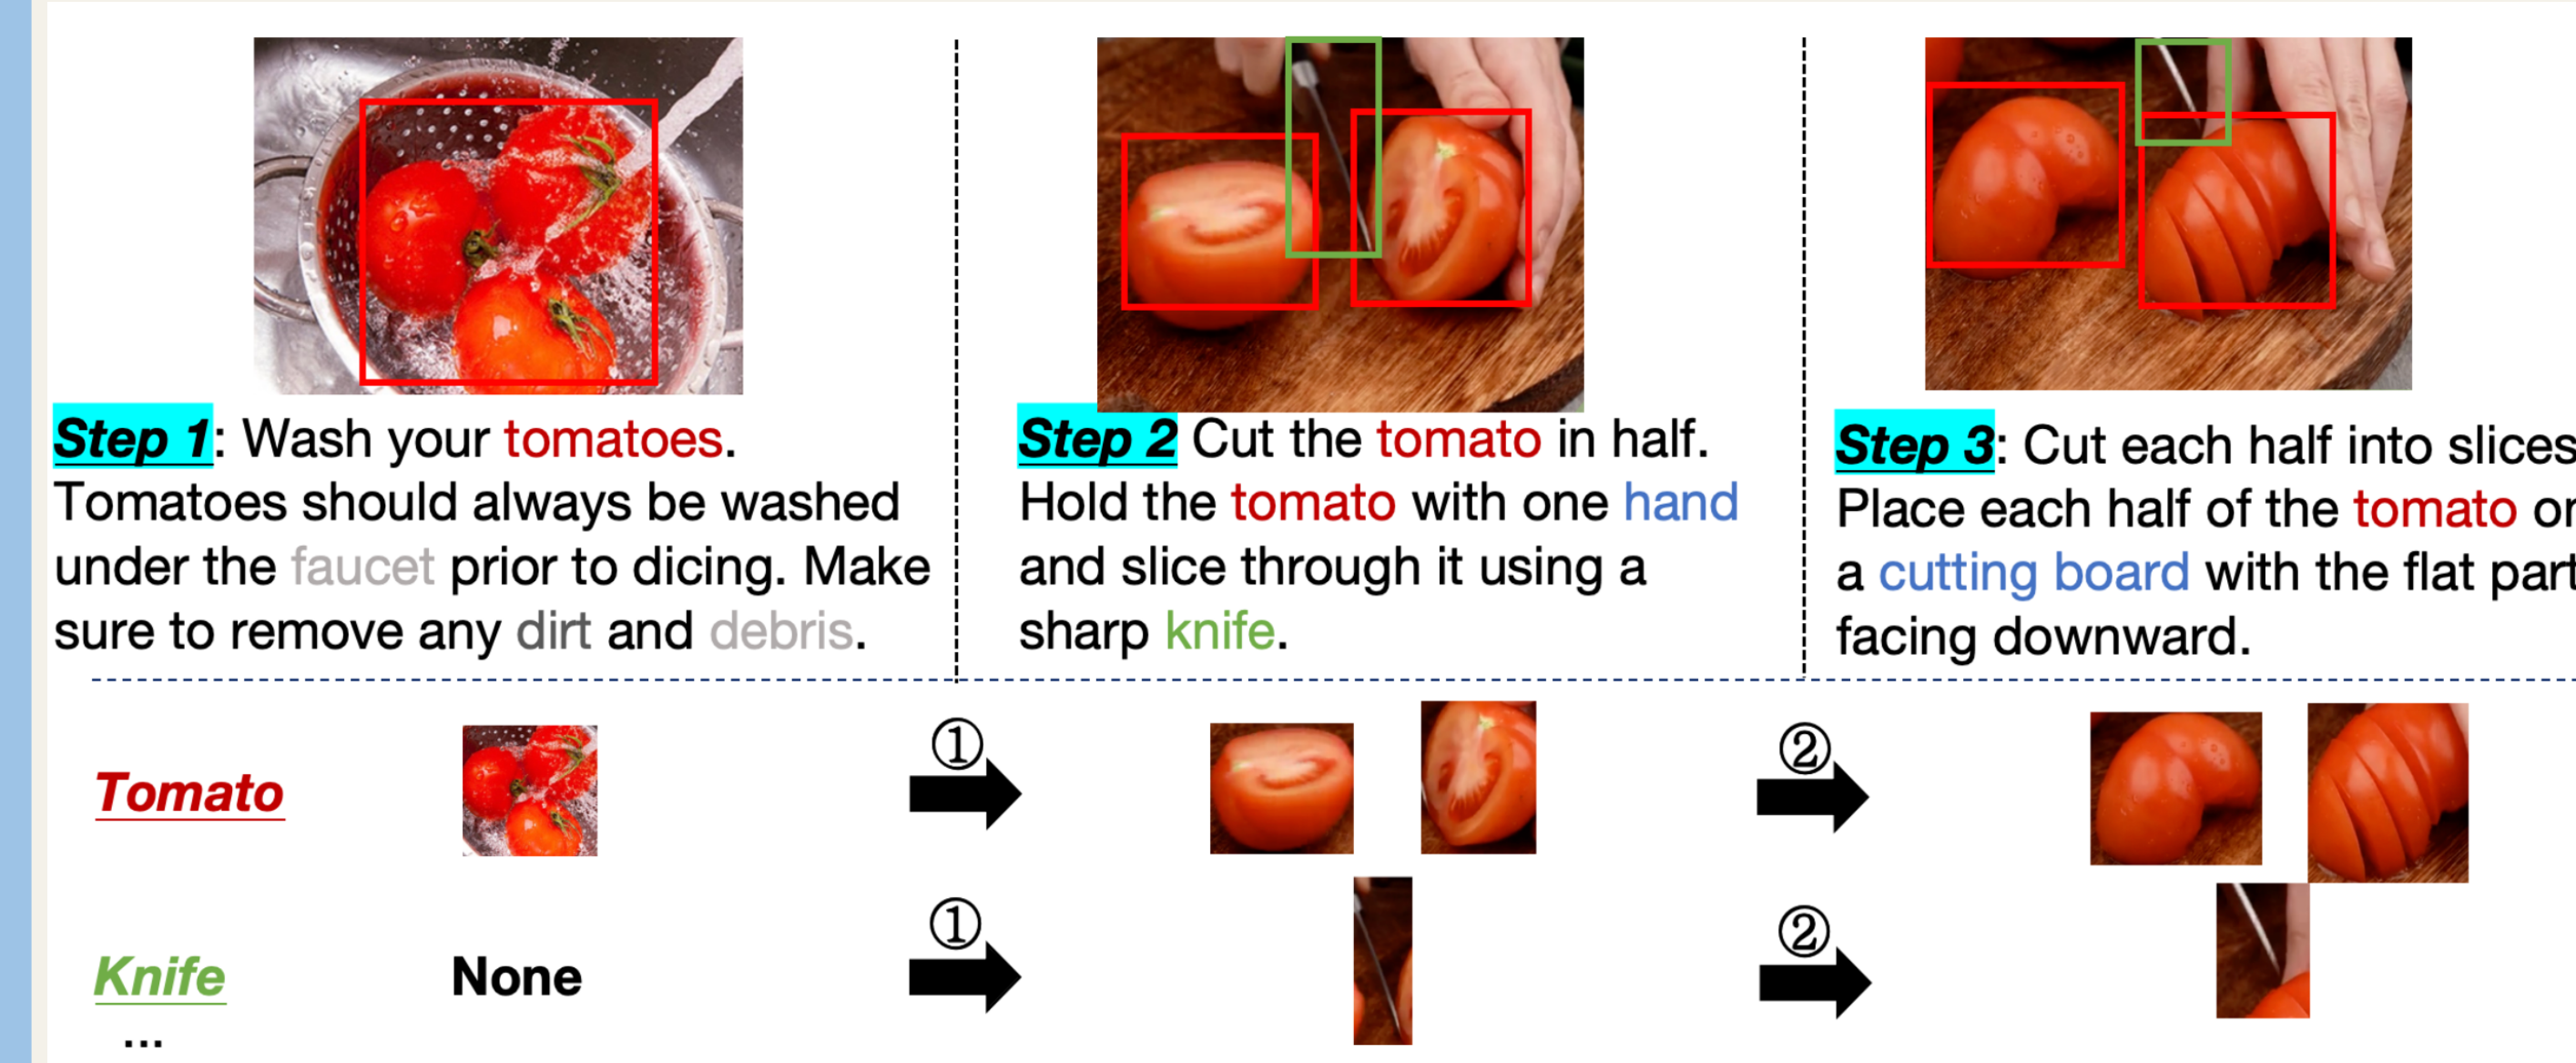 Step 1: Wash your tomatoes.
Tomatoes should always be washed
under the faucet prior to dicing. Make
sure to remove any dirt and debris.
Step 2 Cut the tomato in half.
Hold the tomato with one hand
and slice through it using a
sharp knife.
Step 3: Cut each half into slices
Place each half of the tomato on
a cutting board with the flat part
facing downward.
Tomato
①
②
Knife
None
①
②
...